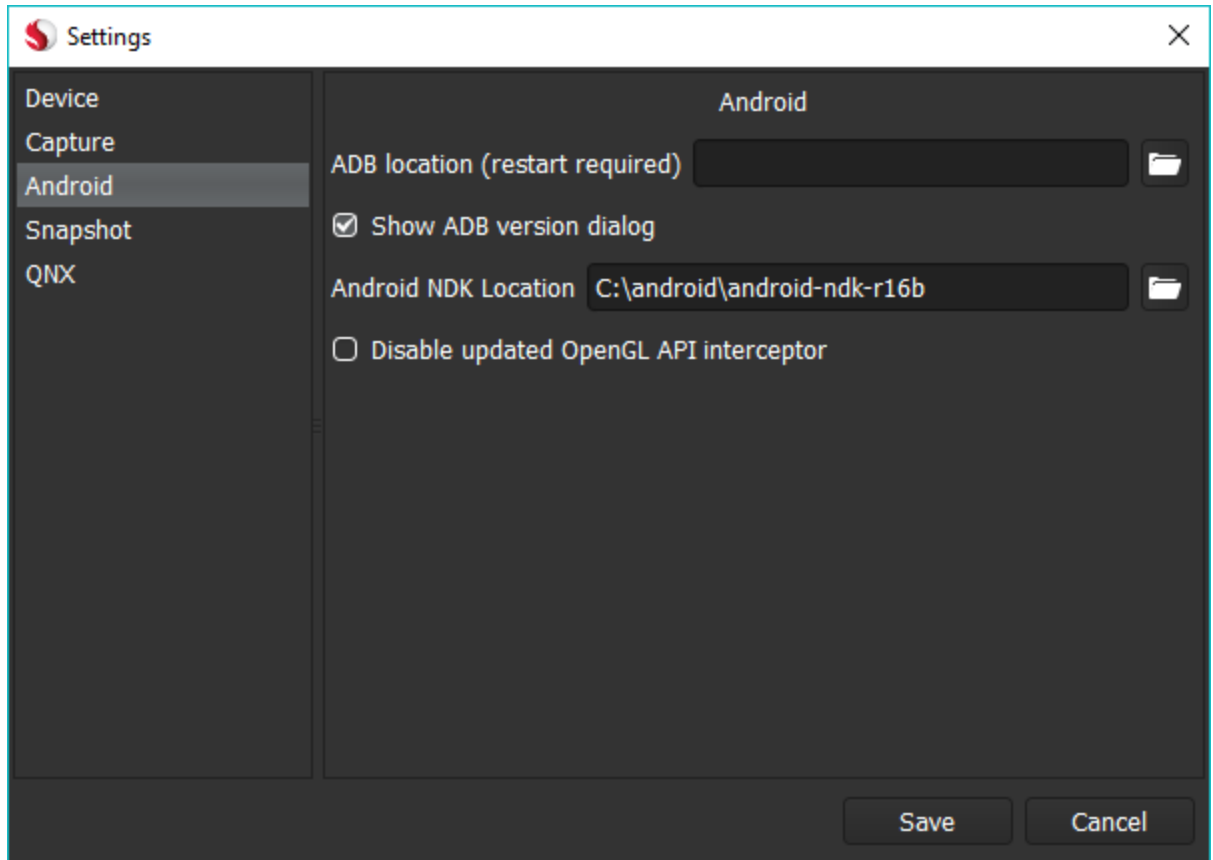 Settings
Device
Capture
Android
Snapshot
QNX
Android
ADB location (restart required)
Show ADB version dialog
Android NDK Location C:\android\android-ndk-r16b
Disable updated OpenGL API interceptor
Save Cancel